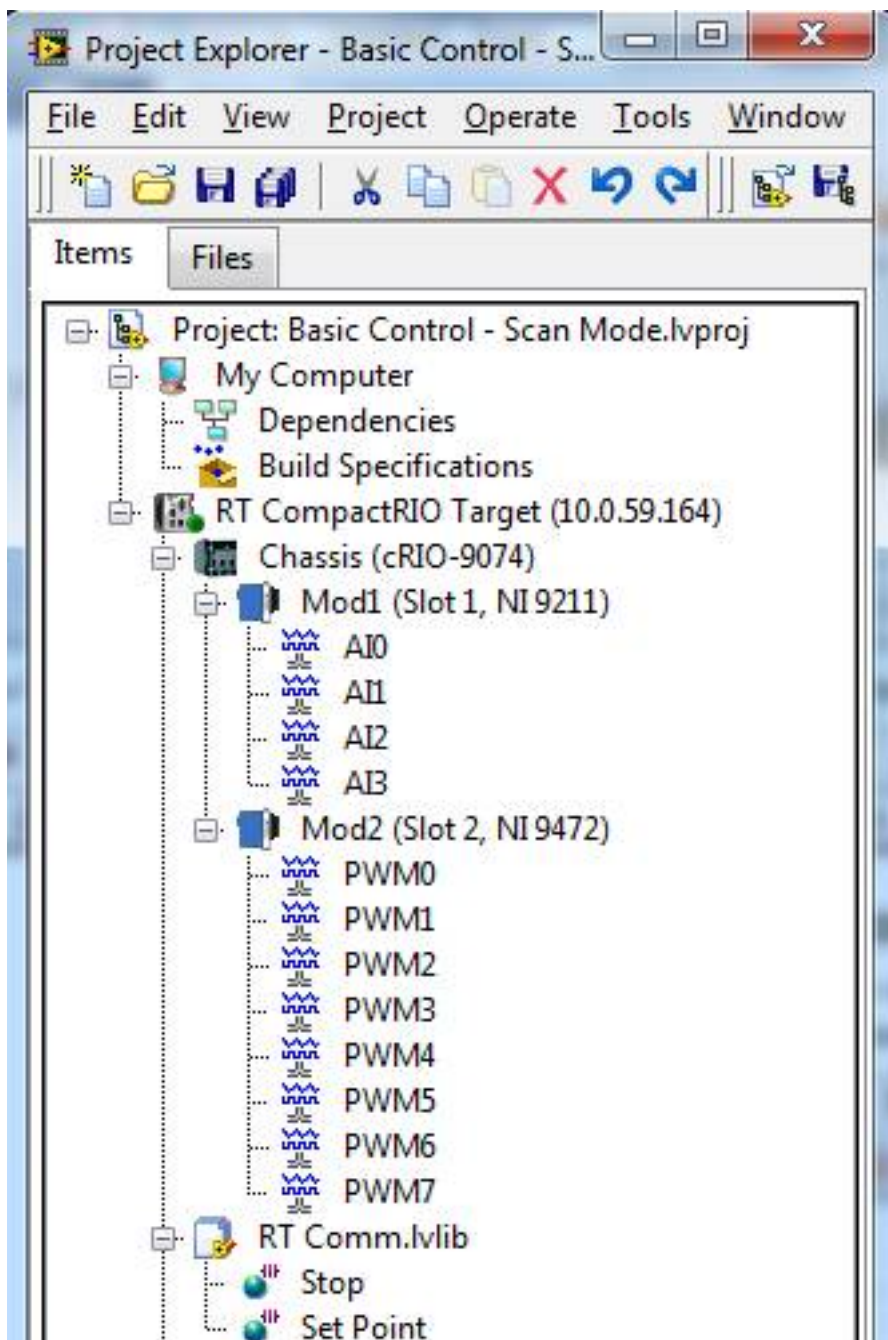 Project Explorer - Basic Control - S...
File Edit View Project Operate Tools Window
Items Files
Project: Basic Control - Scan Mode.lvproj
My Computer
Dependencies
Build Specifications
RT CompactRIO Target (10.0.59.164)
Chassis (cRIO-9074)
Mod1 (Slot 1, NI 9211)
AI0
AI1
AI2
AI3
Mod2 (Slot 2, NI 9472)
PWM0
PWM1
PWM2
PWM3
PWM4
PWM5
PWM6
PWM7
RT Comm.lvlib
Stop
Set Point